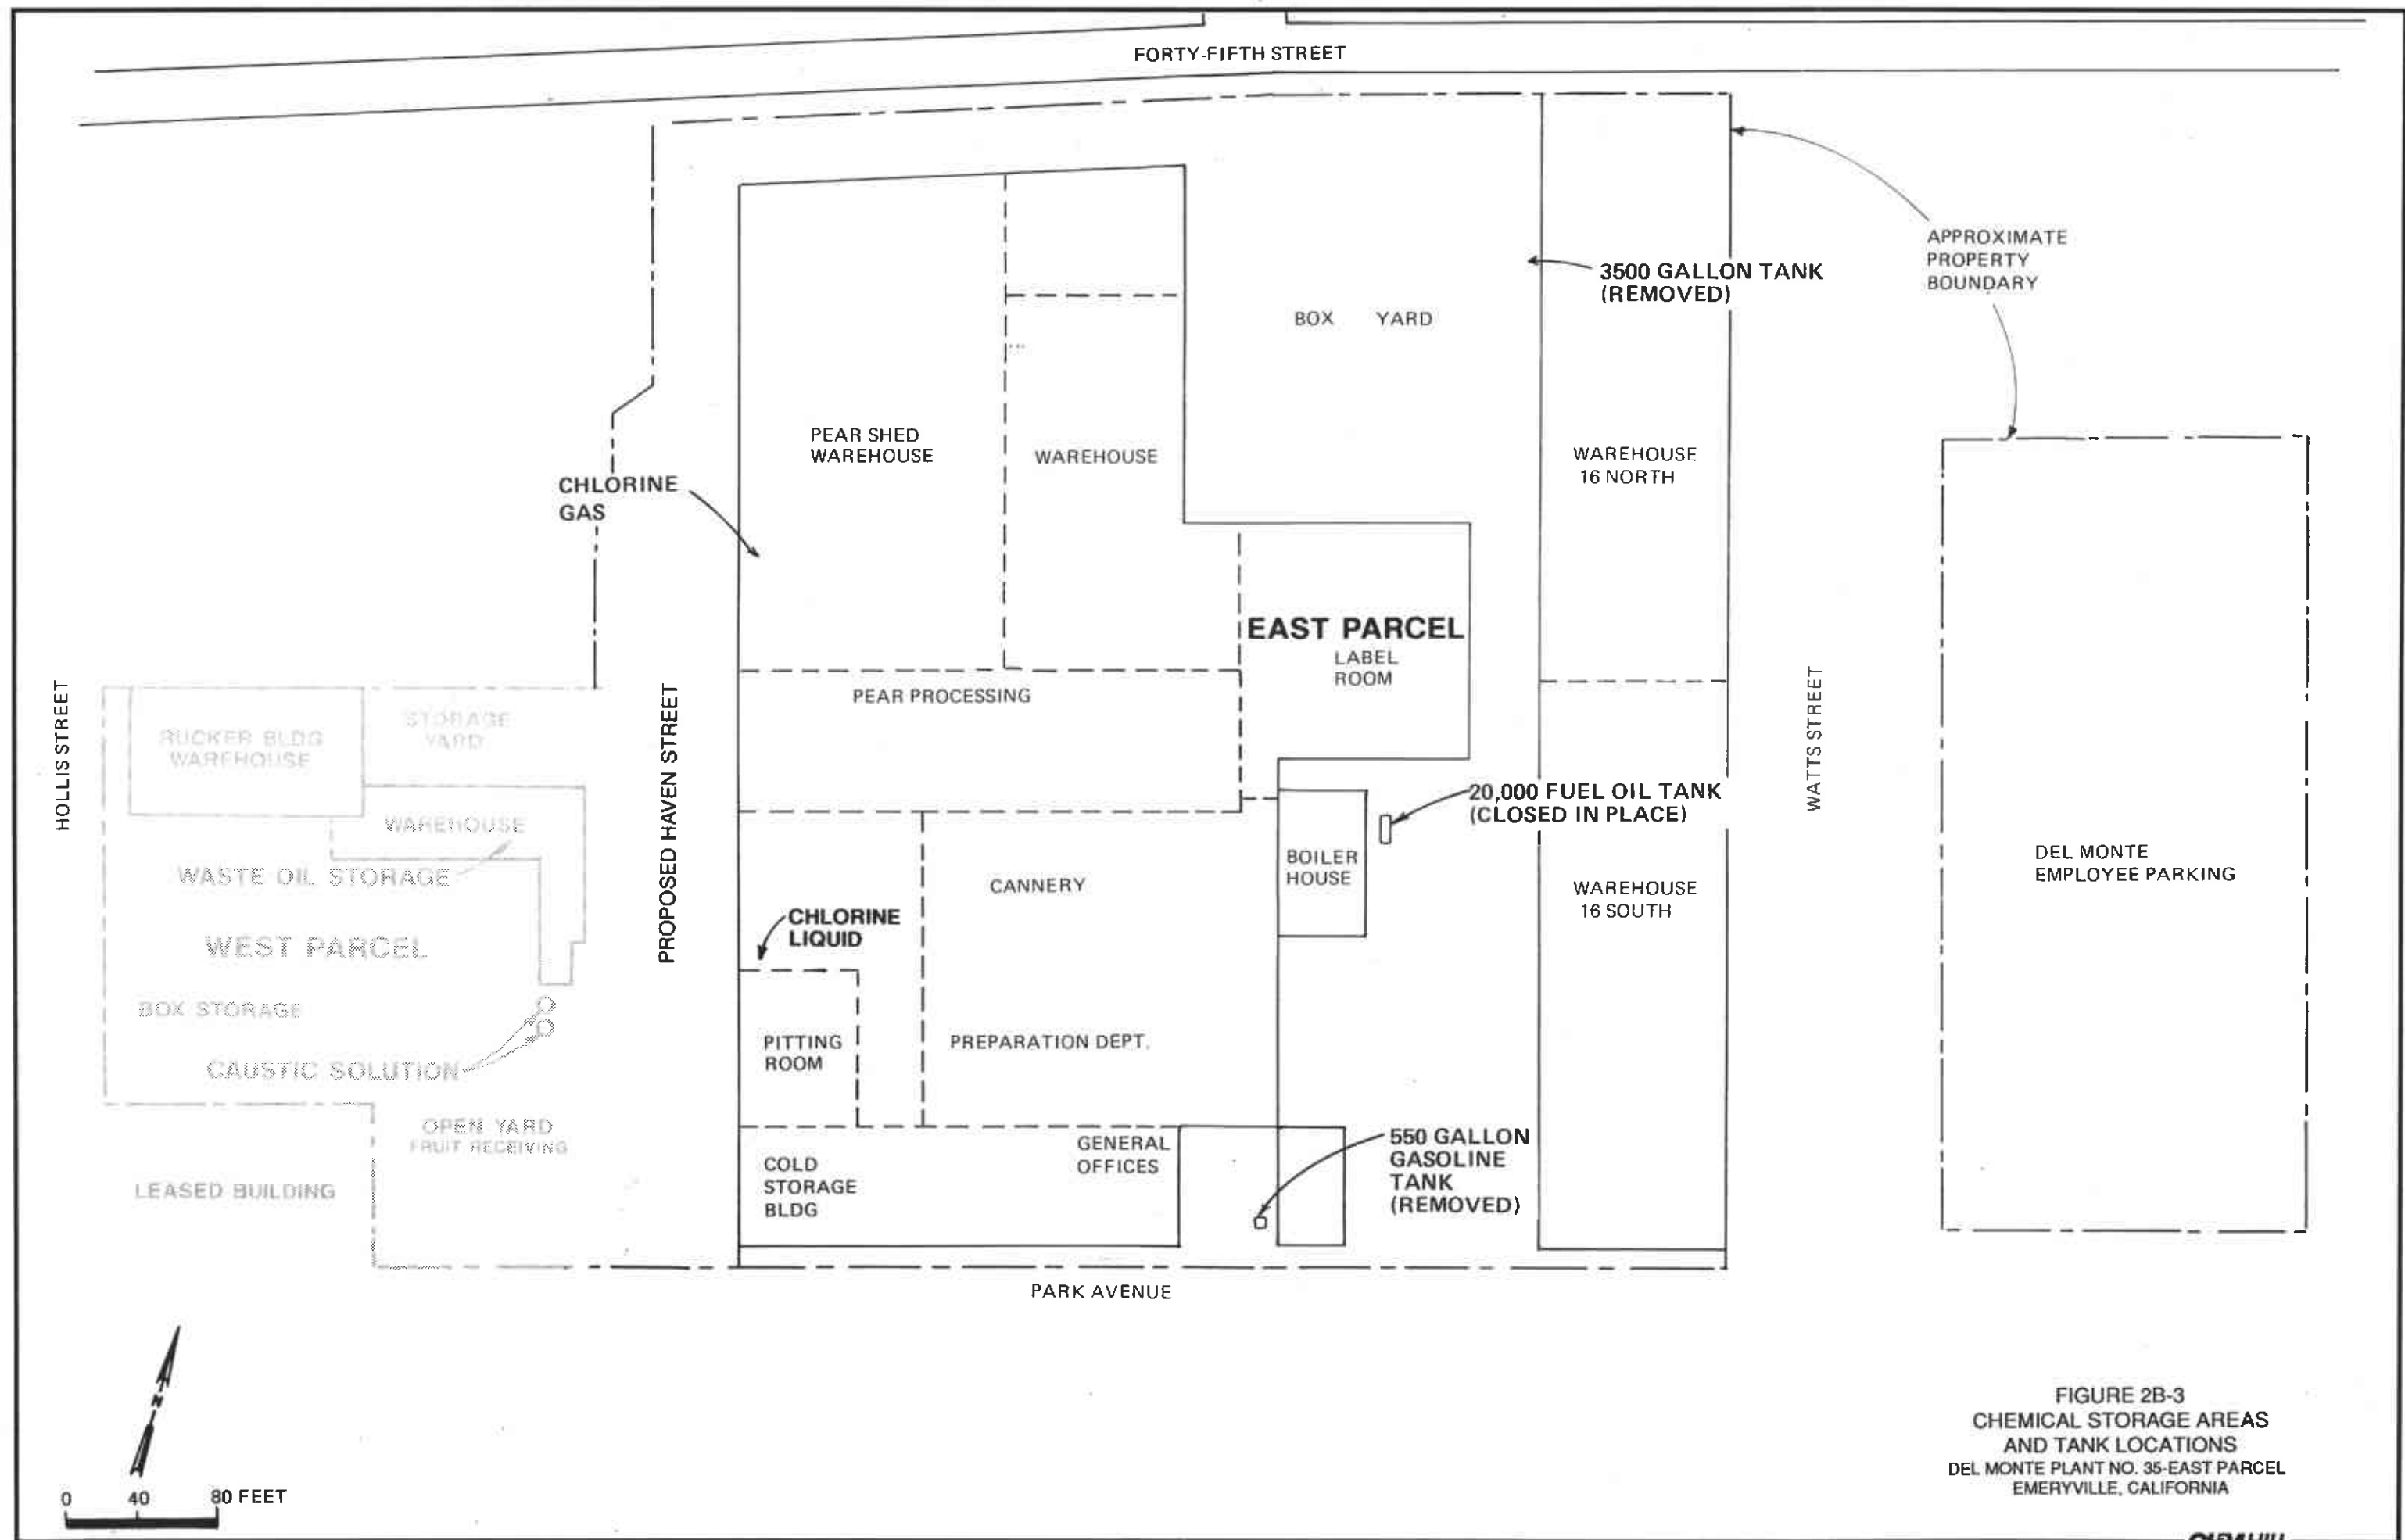 FORTY-FIFTH STREET
APPROXIMATE
PROPERTY
BOUNDARY
3500 GALLON TANK
(REMOVED)
BOX YARD
PEAR SHED
WAREHOUSE
WAREHOUSE
WAREHOUSE
16 NORTH
CHLORINE
GAS
EAST PARCEL
LABEL
ROOM
HOLLIS STREET
PROPOSED HAVEN STREET
WATTS STREET
PEAR PROCESSING
RUCKER BLDG
WAREHOUSE
STORAGE
YARD
WAREHOUSE
WASTE OIL STORAGE
WEST PARCEL
BOX STORAGE
CAUSTIC SOLUTION
OPEN YARD
FRUIT RECEIVING
LEASED BUILDING
20,000 FUEL OIL TANK
(CLOSED IN PLACE)
BOILER
HOUSE
CANNERY
CHLORINE
LIQUID
WAREHOUSE
16 SOUTH
DEL MONTE
EMPLOYEE PARKING
PITTING
ROOM
PREPARATION DEPT.
GENERAL
OFFICES
COLD
STORAGE
BLDG
550 GALLON
GASOLINE
TANK
(REMOVED)
PARK AVENUE
N
0 40 80 FEET
FIGURE 2B-3
CHEMICAL STORAGE AREAS
AND TANK LOCATIONS
DEL MONTE PLANT NO. 35-EAST PARCEL
EMERYVILLE, CALIFORNIA